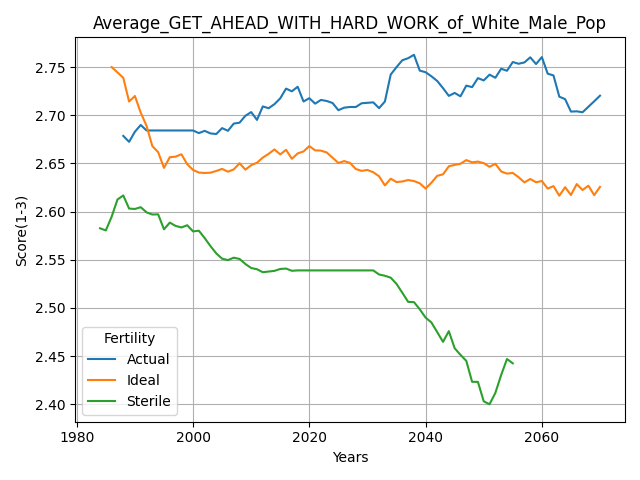 Average_GET_AHEAD_WITH_HARD_WORK_of_White_Male_Pop
Score(1-3)
2.75
2.70
2.65
2.60
2.55
2.50
2.45
2.40
Fertility
Actual
Ideal
Sterile
1980
2000
2020
2040
2060
Years